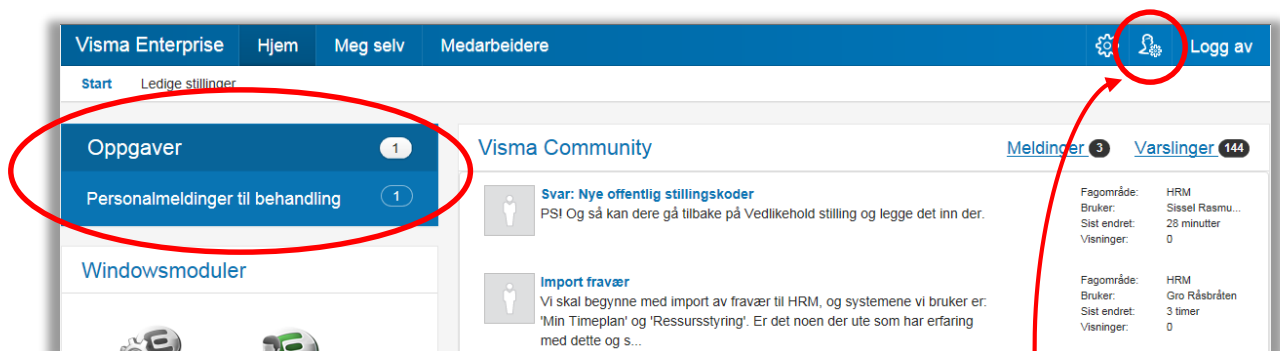 Visma Enterprise Hjem Meg selv Medarbeidere Logg av
Start Ledige stillinger
Oppgaver 1
Personalmeldinger til behandling 1
Windowsmoduler
Visma Community Meldinger 3 Varslinger 144
Svar: Nye offentlig stillingskoder
PS! Og så kan dere gå tilbake på Vedlikehold stilling og legge det inn der.
Fagområde: HRM
Bruker: Sissel Rasmu...
Sist endret: 28 minutter
Visninger: 0
Import fravær
Vi skal begynne med import av fravær til HRM, og systemene vi bruker er:
'Min Timeplan' og 'Ressursstyring'. Er det noen der ute som har erfaring
med dette og s...
Fagområde: HRM
Bruker: Gro Råsbråten
Sist endret: 3 timer
Visninger: 0